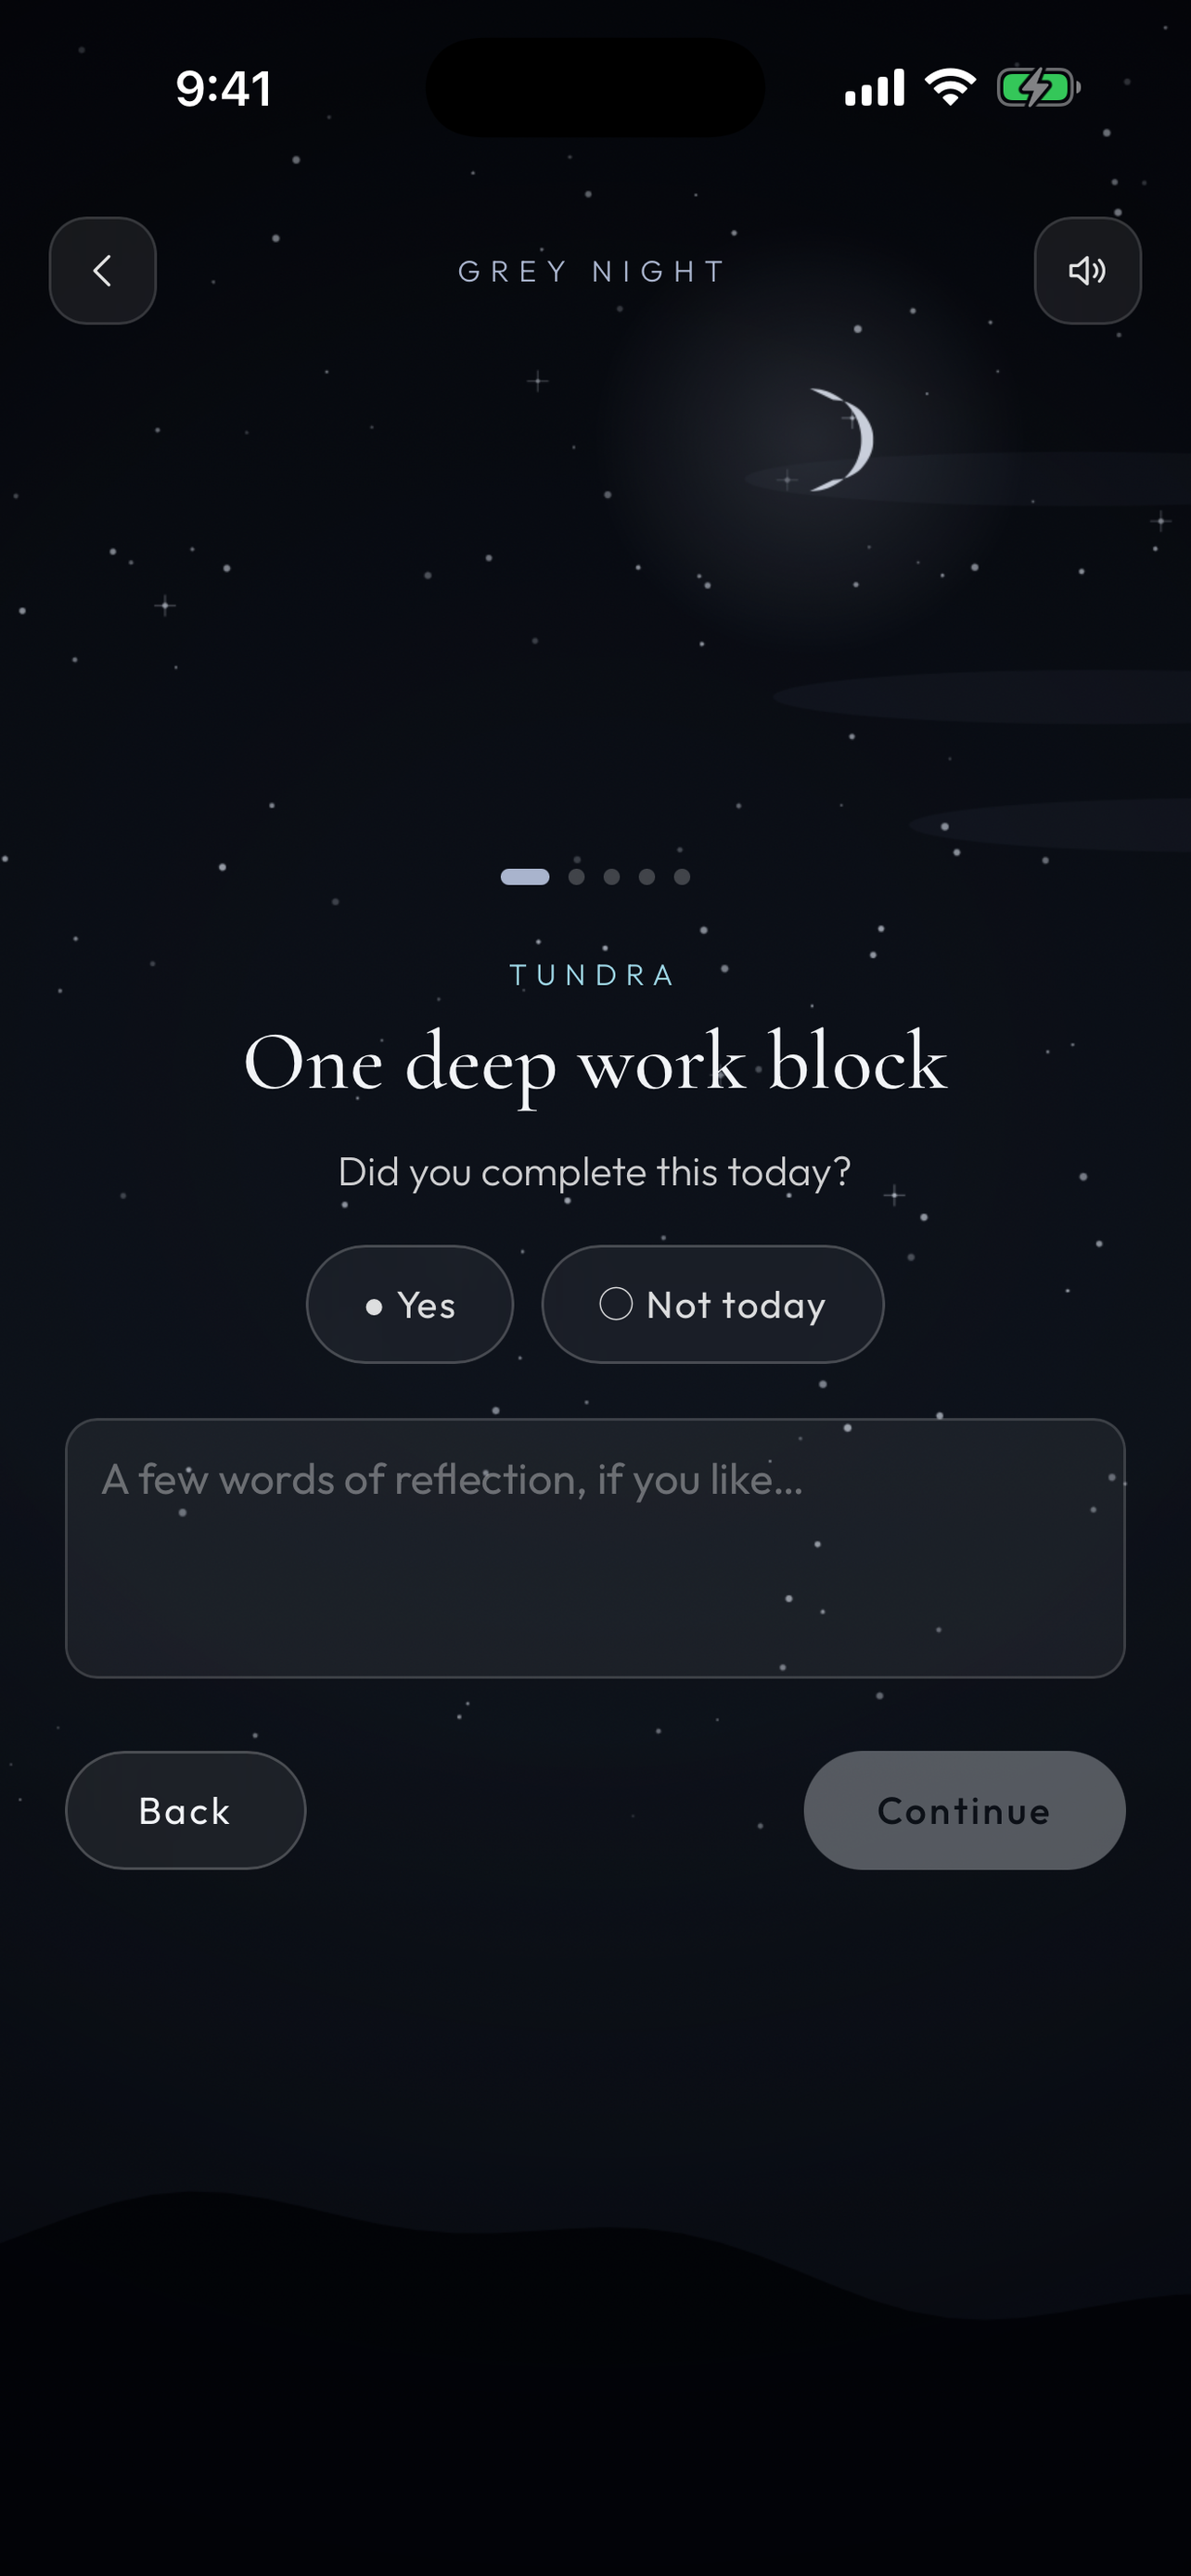 9:41
GREY NIGHT
TUNDRA
One deep work block
Did you complete this today?
Yes
Not today
A few words of reflection, if you like...
Back
Continue